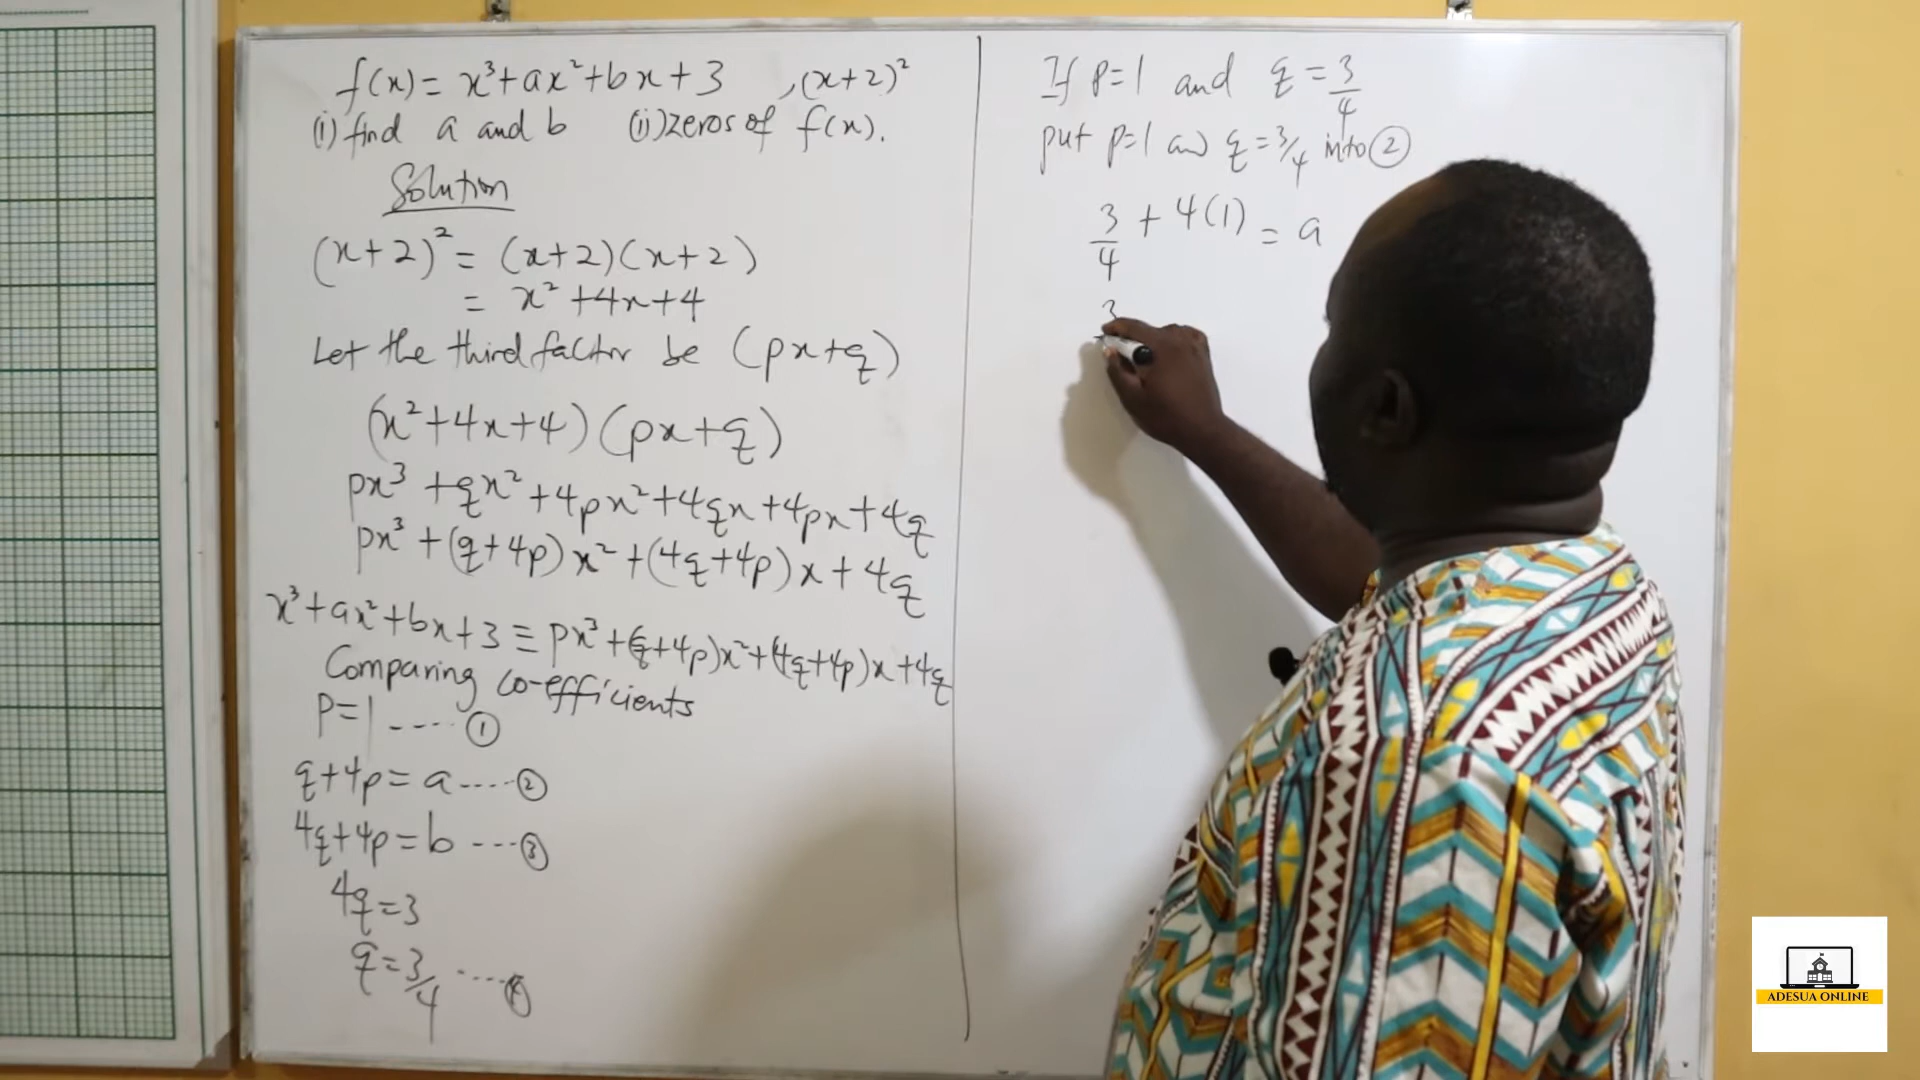 f(x) = x³+ax²+bx+3 , (x+2)²
(i) find a and b (ii) zeros of f(x).
Solution
(x+2)² = (x+2)(x+2)
= x² +4x+4
Let the third factor be (px+q)
(x²+4x+4)(px+q)
px³ +qx² +4px²+4qx+4px+4q
px³ +(q+4p)x² +(4q+4p)x+4q
x³+ax²+bx+3 ≡ px³+(q+4p)x²+(4q+4p)x+4q
Comparing co-efficients
P=1 ---- ①
q+4p = a ---- ②
4q+4p = b --- ③
4q=3
q=3/4 ----
If p=1 and q = 3/4
put p=1 and q = 3/4 into ②
3/4 + 4(1) = a
3
ADESUA ONLINE